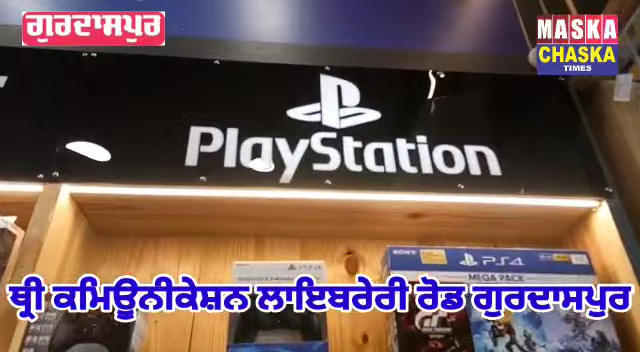 ਗੁਰਦਾਸਪੁਰ
MASKA
CHASKA
TIMES
PlayStation
SONY
PS4
MEGA PACK
ਥ੍ਰੀ ਕਮਿਊਨੀਕੇਸ਼ਨ ਲਾਇਬਰੇਰੀ ਰੋਡ ਗੁਰਦਾਸਪੁਰ